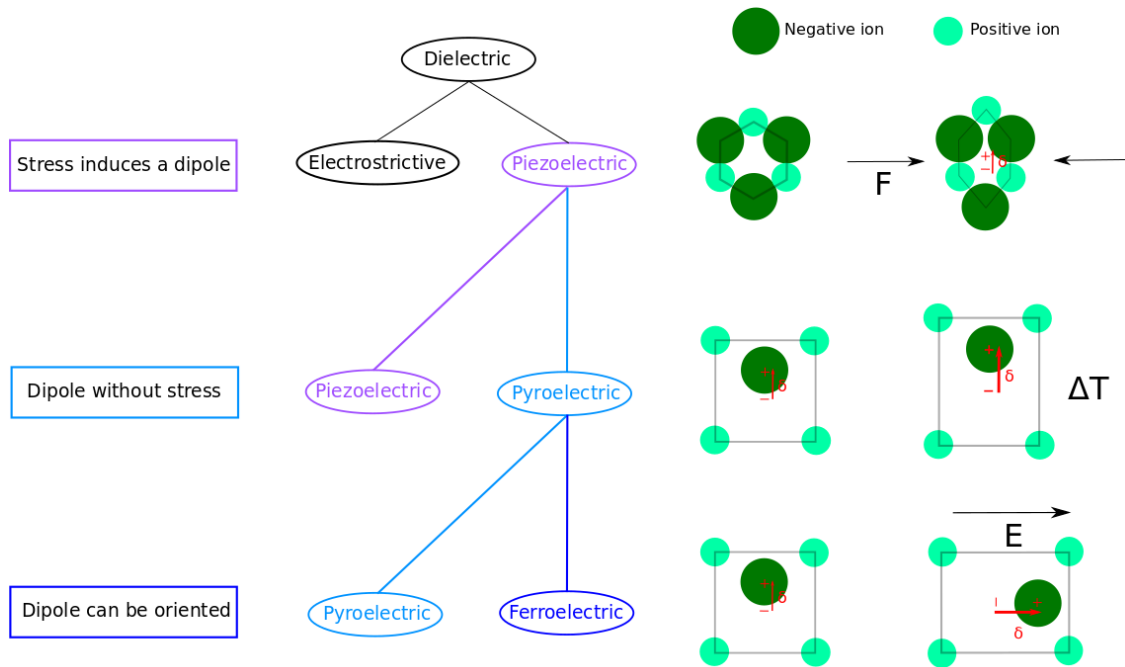 Negative ion
Positive ion
Dielectric
Stress induces a dipole
Electrostrictive
Piezoelectric
F
+
− δ
Dipole without stress
Piezoelectric
Pyroelectric
+
− δ
+
− δ
ΔT
E
Dipole can be oriented
Pyroelectric
Ferroelectric
+
− δ
− +
δ